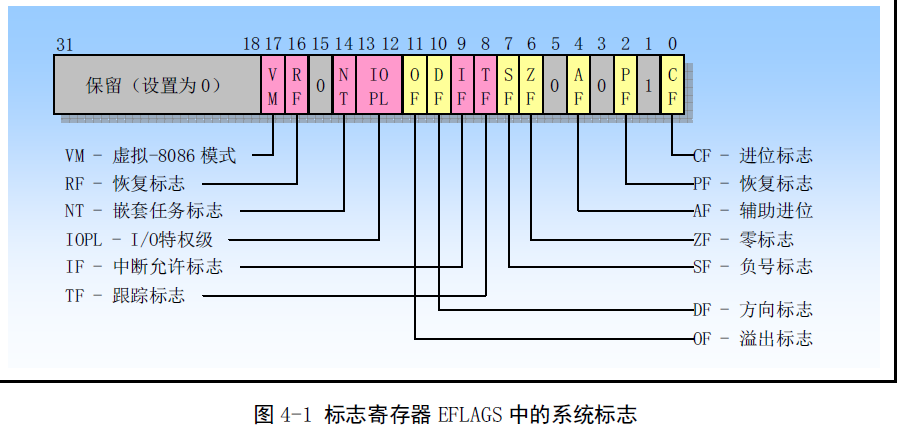 31 18 17 16 15 14 13 12 11 10 9 8 7 6 5 4 3 2 1 0
保留（设置为0） VM RF 0 NT IOPL OF DF IF TF SF ZF 0 AF 0 PF 1 CF
VM - 虚拟-8086 模式
RF - 恢复标志
NT - 嵌套任务标志
IOPL - I/O特权级
IF - 中断允许标志
TF - 跟踪标志
CF - 进位标志
PF - 恢复标志
AF - 辅助进位
ZF - 零标志
SF - 负号标志
DF - 方向标志
OF - 溢出标志
图 4-1 标志寄存器 EFLAGS 中的系统标志